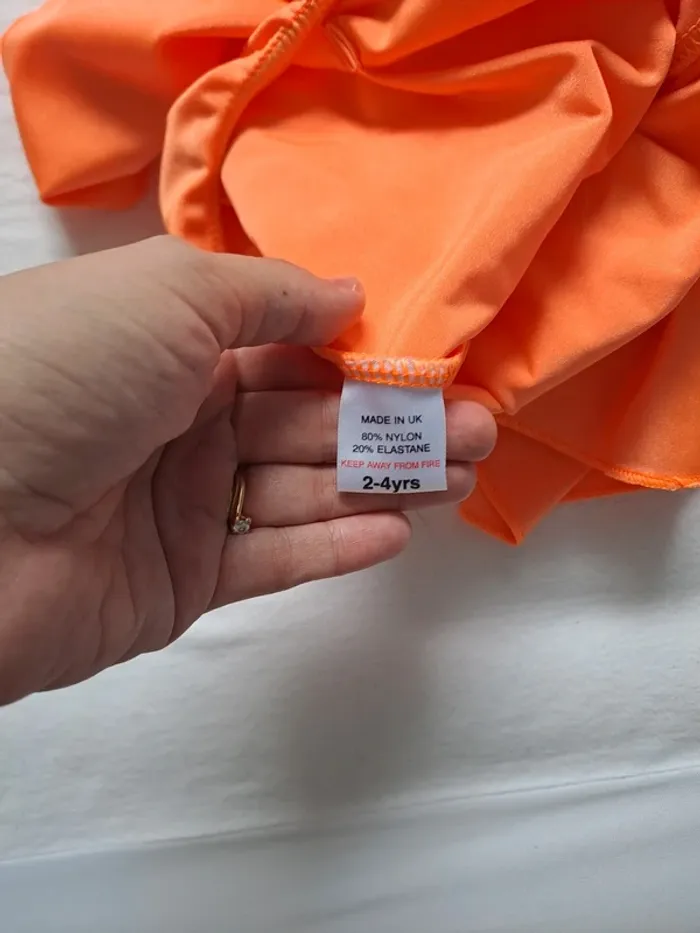 MADE IN UK
80% NYLON
20% ELASTANE
KEEP AWAY FROM FIRE
2-4yrs